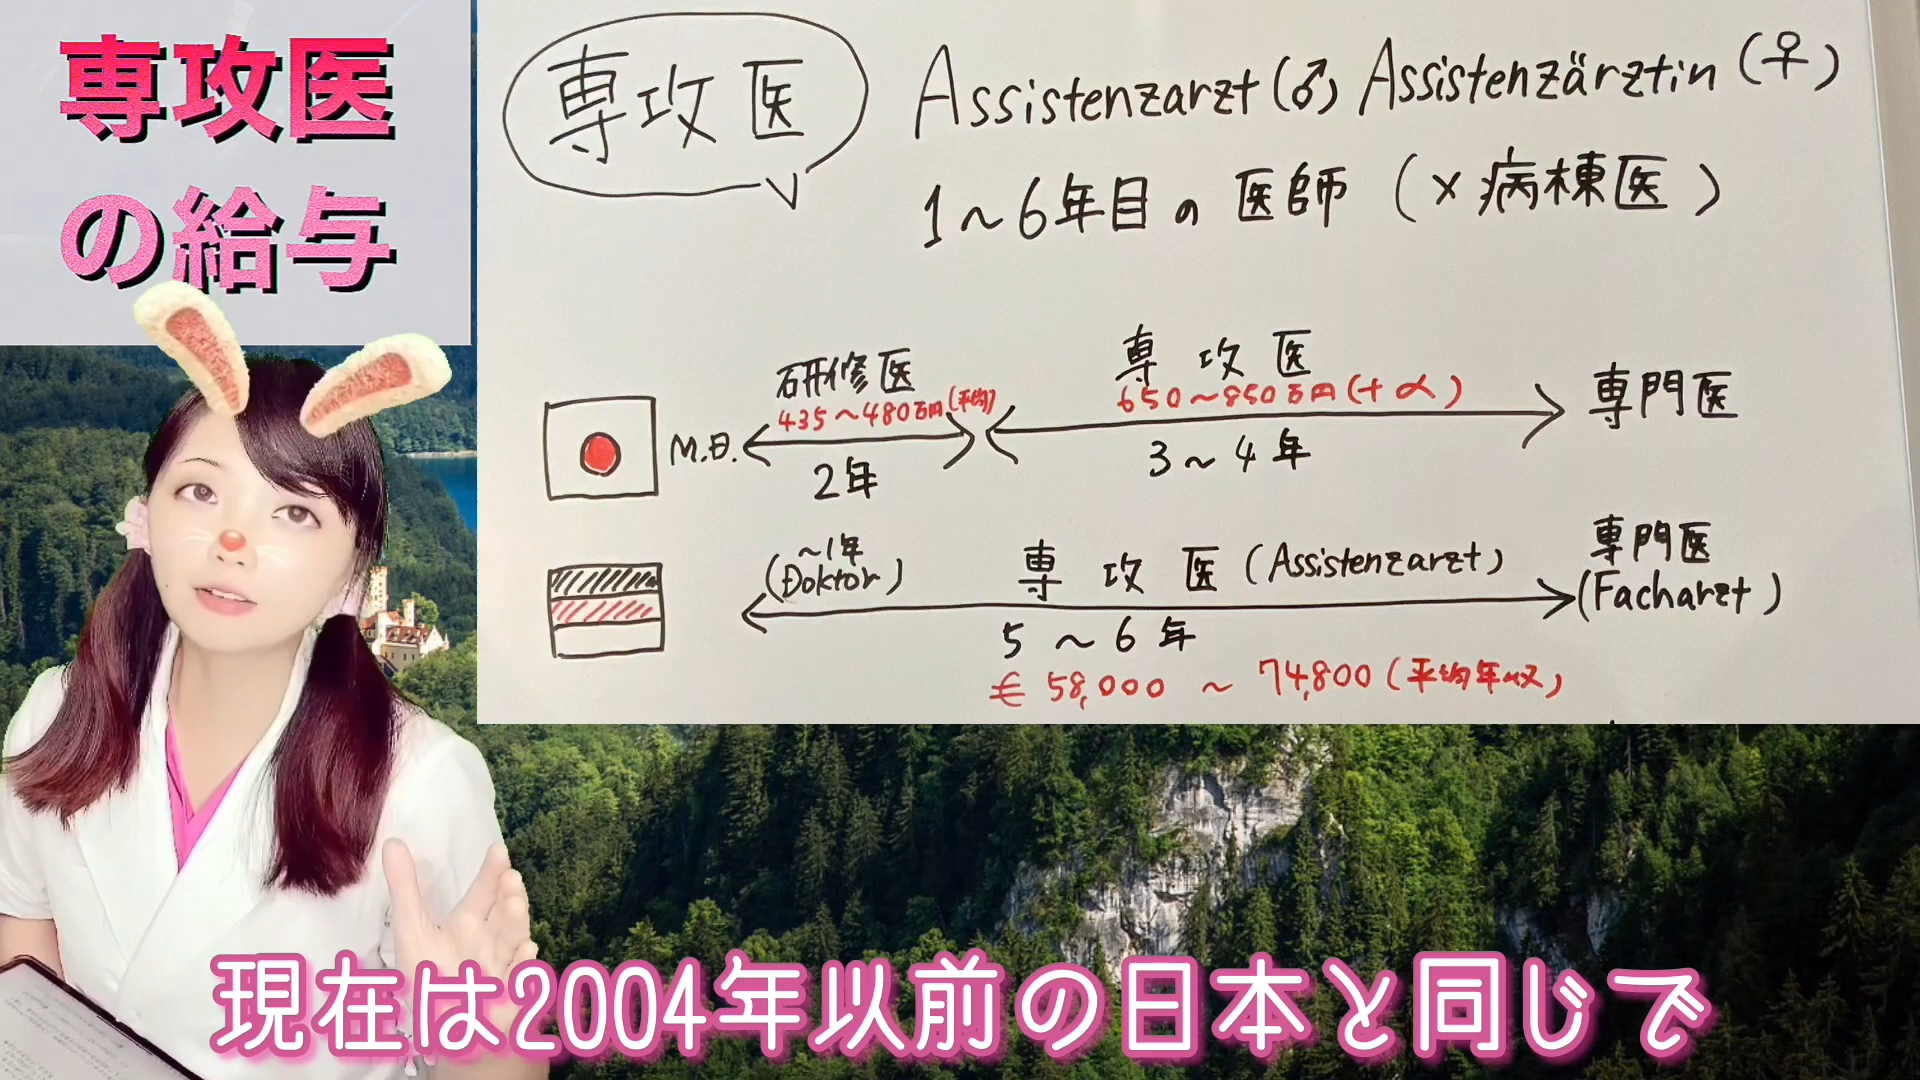 専攻医
の給与
専攻医 Assistenzarzt (♂) Assistenzärztin (♀)
1～6年目の医師 (×病棟医)
研修医 専攻医
435～480万円(平均) 650～850万円(+α) 専門医
M.D.
2年 3～4年
～1年
(Doktor) 専攻医 (Assistenzarzt) 専門医
(Facharzt)
5～6年
€ 58,000 ～ 74,800 (平均年収)
現在は2004年以前の日本と同じで